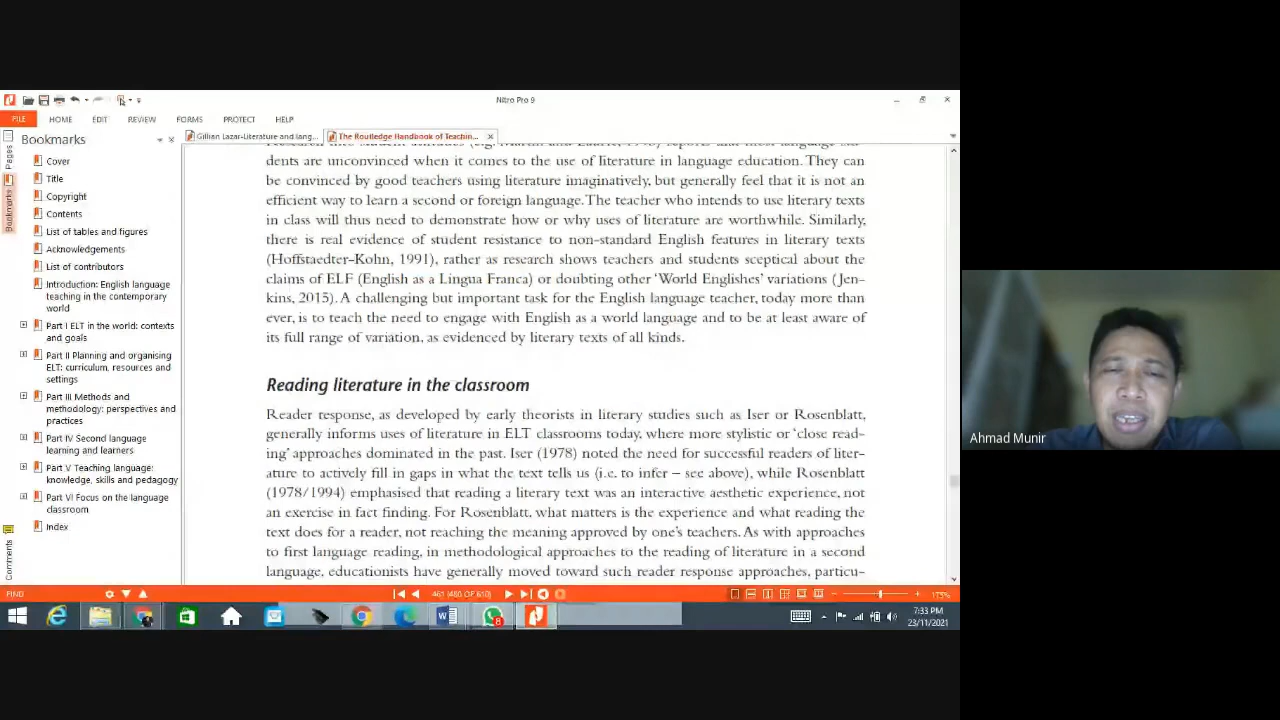 Nitro Pro 9
FILE
HOME
EDIT
REVIEW
FORMS
PROTECT
HELP
Gillian Lazar-Literature and lang...
The Routledge Handbook of Teachin...
Bookmarks
Pages
Bookmarks
Comments
Cover
Title
Copyright
Contents
List of tables and figures
Acknowledgements
List of contributors
Introduction: English language
teaching in the contemporary
world
Part I ELT in the world: contexts
and goals
Part II Planning and organising
ELT: curriculum, resources and
settings
Part III Methods and
methodology: perspectives and
practices
Part IV Second language
learning and learners
Part V Teaching language:
knowledge, skills and pedagogy
Part VI Focus on the language
classroom
Index
dents are unconvinced when it comes to the use of literature in language education. They can
be convinced by good teachers using literature imaginatively, but generally feel that it is not an
efficient way to learn a second or foreign language. The teacher who intends to use literary texts
in class will thus need to demonstrate how or why uses of literature are worthwhile. Similarly,
there is real evidence of student resistance to non-standard English features in literary texts
(Hoffstaedter-Kohn, 1991), rather as research shows teachers and students sceptical about the
claims of ELF (English as a Lingua Franca) or doubting other ‘World Englishes’ variations (Jen-
kins, 2015). A challenging but important task for the English language teacher, today more than
ever, is to teach the need to engage with English as a world language and to be at least aware of
its full range of variation, as evidenced by literary texts of all kinds.
Reading literature in the classroom
Reader response, as developed by early theorists in literary studies such as Iser or Rosenblatt,
generally informs uses of literature in ELT classrooms today, where more stylistic or ‘close read-
ing’ approaches dominated in the past. Iser (1978) noted the need for successful readers of liter-
ature to actively fill in gaps in what the text tells us (i.e. to infer – see above), while Rosenblatt
(1978/1994) emphasised that reading a literary text was an interactive aesthetic experience, not
an exercise in fact finding. For Rosenblatt, what matters is the experience and what reading the
text does for a reader, not reaching the meaning approved by one's teachers. As with approaches
to first language reading, in methodological approaches to the reading of literature in a second
language, educationists have generally moved toward such reader response approaches, particu-
FIND
461 (480 OF 610)
175%
8
7:33 PM
23/11/2021
Ahmad Munir